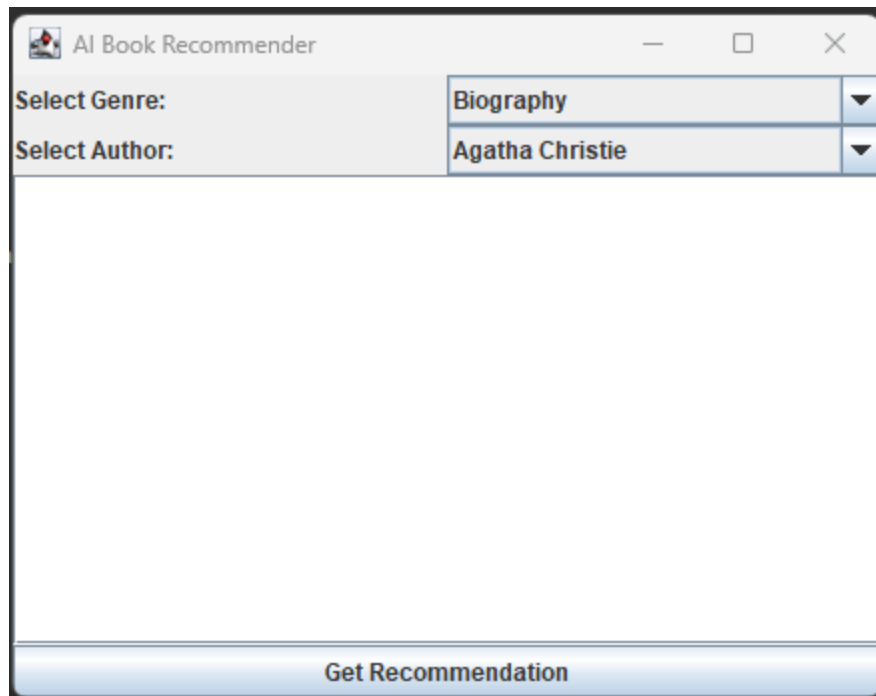 AI Book Recommender
Select Genre: Biography
Select Author: Agatha Christie
Get Recommendation